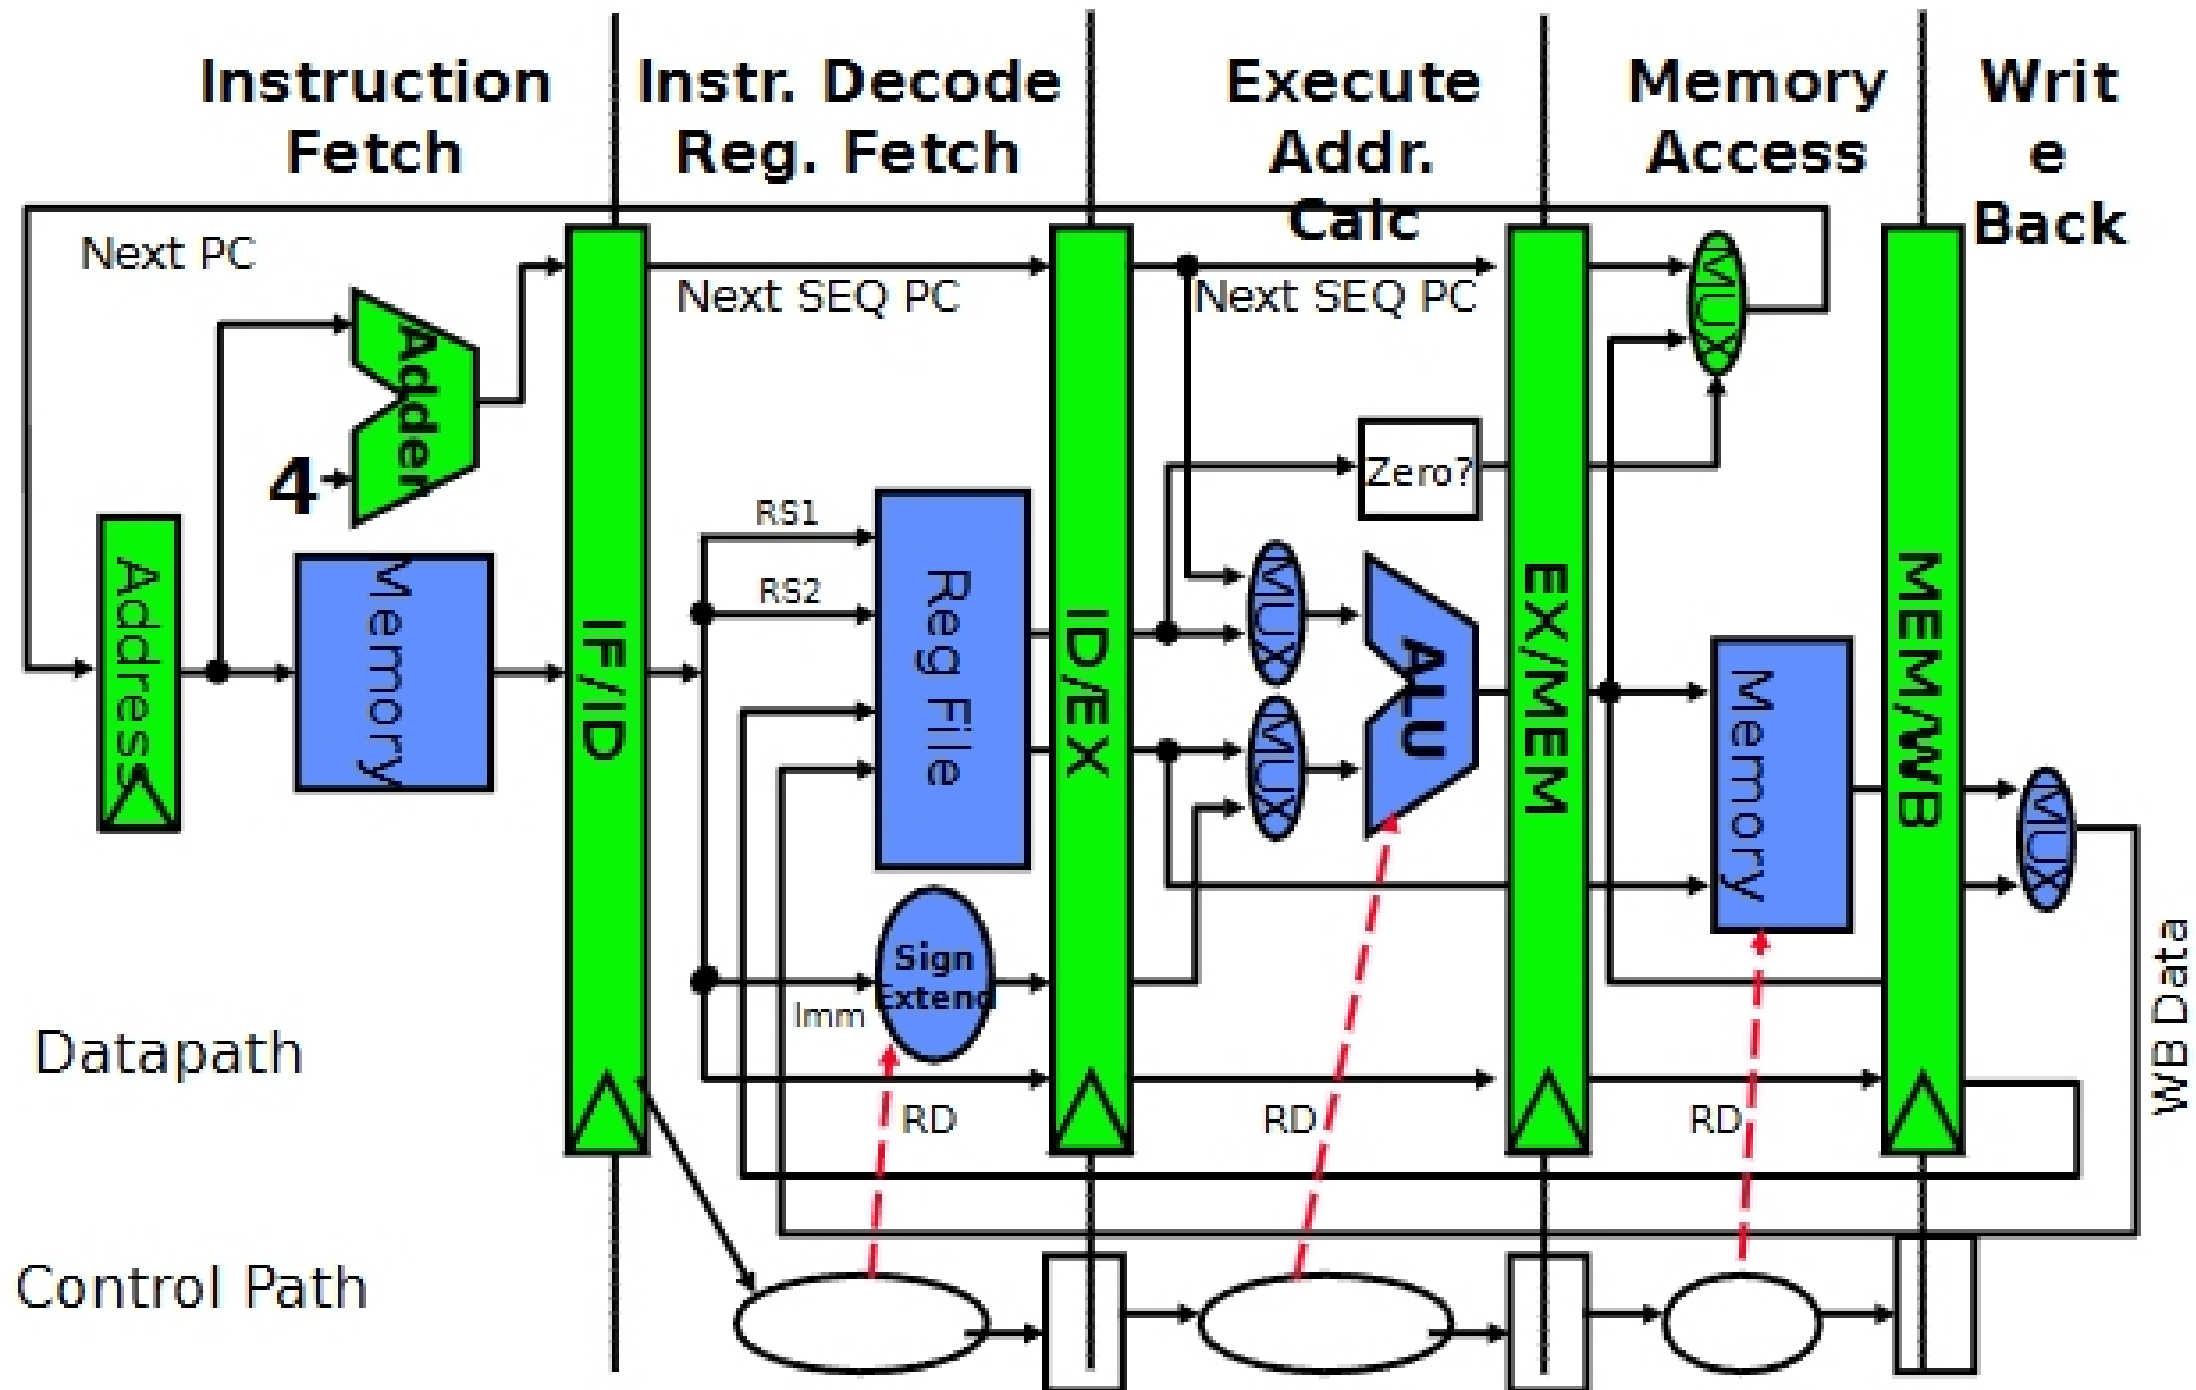 Instruction
Fetch
Instr. Decode
Reg. Fetch
Execute
Addr.
Calc
Memory
Access
Writ
e
Back
Next PC
Next SEQ PC
Next SEQ PC
MUX
Adder
4
Zero?
RS1
RS2
Address
Memory
IF/ID
Reg File
ID/EX
MUX
MUX
ALU
EX/MEM
Memory
MEM/WB
MUX
Sign
Extend
Imm
WB Data
Datapath
RD
RD
RD
Control Path